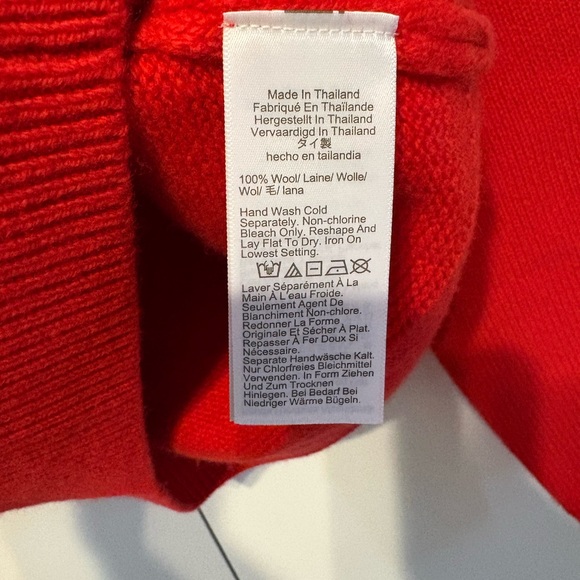 Made In Thailand
Fabriqué En Thaïlande
Hergestellt In Thailand
Vervaardigd In Thailand
タイ製
hecho en tailandia
100% Wool/ Laine/ Wolle/
Wol/ 毛/ lana
Hand Wash Cold
Separately. Non-chlorine
Bleach Only. Reshape And
Lay Flat To Dry. Iron On
Lowest Setting.
Laver Séparément À La
Main À L'eau Froide.
Seulement Agent De
Blanchiment Non-chlore.
Redonner La Forme
Originale Et Sécher À Plat.
Repasser À Fer Doux Si
Nécessaire.
Separate Handwäsche Kalt.
Nur Chlorfreies Bleichmittel
Verwenden. In Form Ziehen
Und Zum Trocknen
Hinlegen. Bei Bedarf Bei
Niedriger Wärme Bügeln.